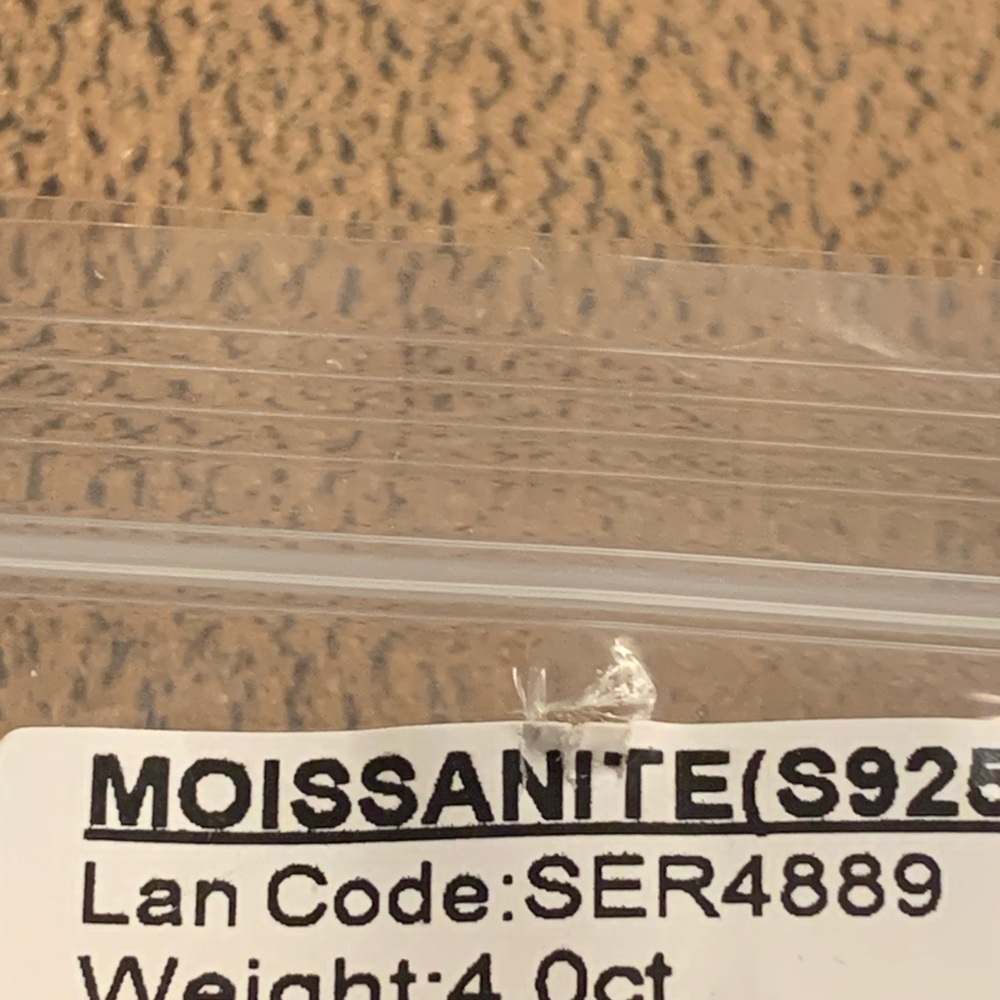 MOISSANITE(S925
Lan Code:SER4889
Weight:4.0ct